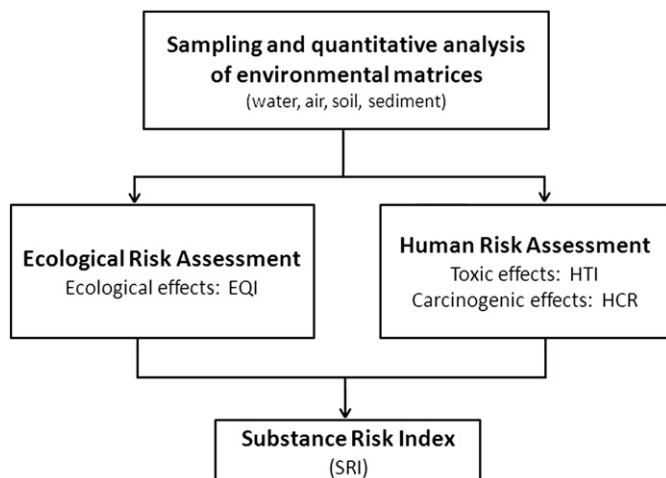 Sampling and quantitative analysis
of environmental matrices
(water, air, soil, sediment)
Ecological Risk Assessment
Ecological effects: EQI
Human Risk Assessment
Toxic effects: HTI
Carcinogenic effects: HCR
Substance Risk Index
(SRI)